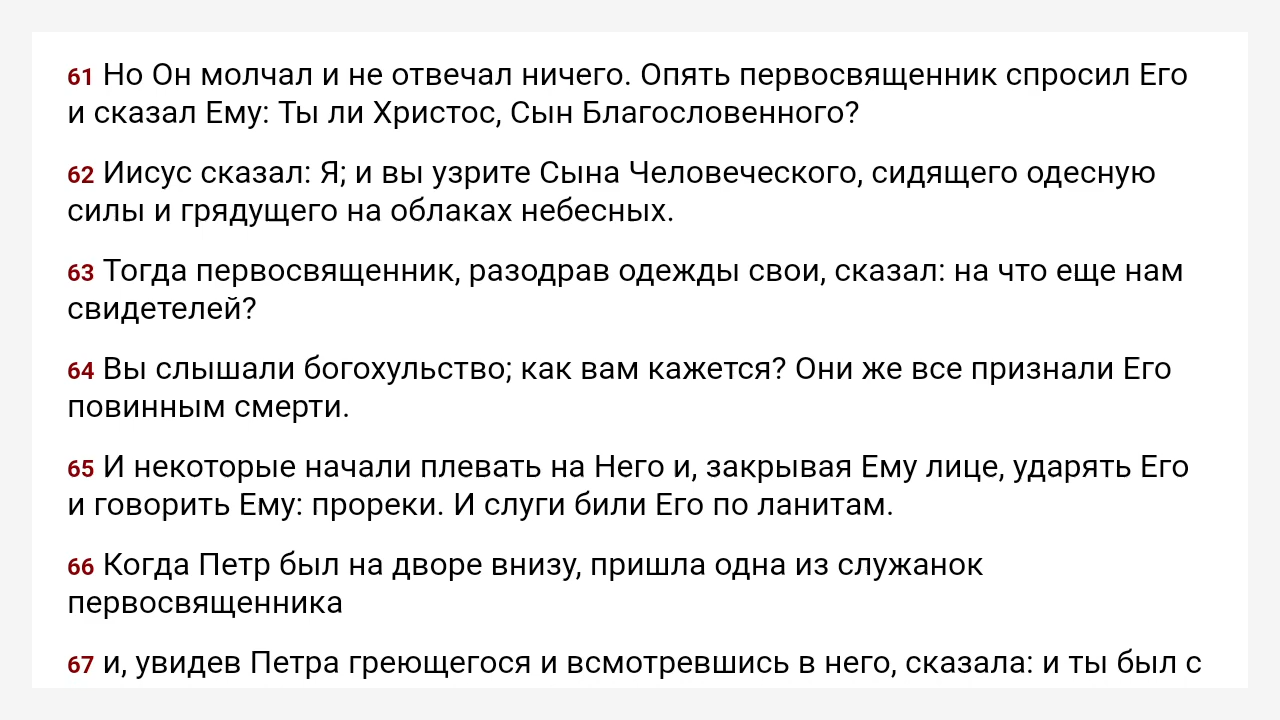 61 Но Он молчал и не отвечал ничего. Опять первосвященник спросил Его
и сказал Ему: Ты ли Христос, Сын Благословенного?
62 Иисус сказал: Я; и вы узрите Сына Человеческого, сидящего одесную
силы и грядущего на облаках небесных.
63 Тогда первосвященник, разодрав одежды свои, сказал: на что еще нам
свидетелей?
64 Вы слышали богохульство; как вам кажется? Они же все признали Его
повинным смерти.
65 И некоторые начали плевать на Него и, закрывая Ему лице, ударять Его
и говорить Ему: прореки. И слуги били Его по ланитам.
66 Когда Петр был на дворе внизу, пришла одна из служанок
первосвященника
67 и, увидев Петра греющегося и всмотревшись в него, сказала: и ты был с